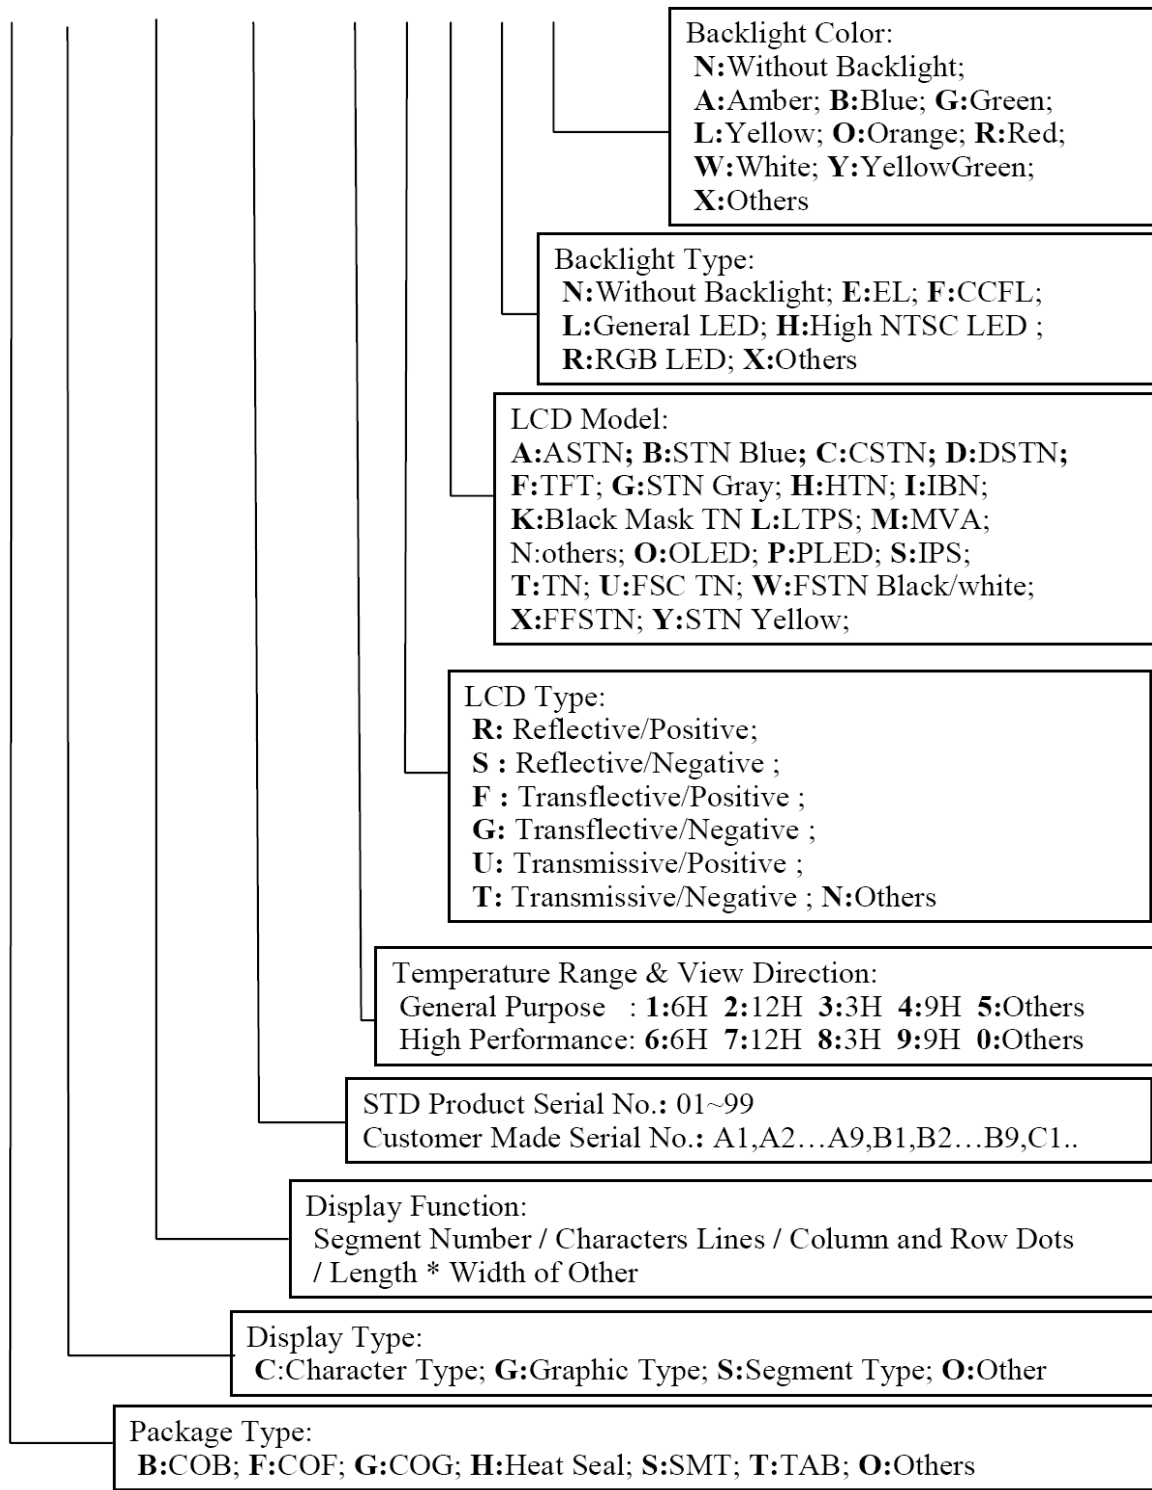 Backlight Color:
N:Without Backlight;
A:Amber; B:Blue; G:Green;
L:Yellow; O:Orange; R:Red;
W:White; Y:YellowGreen;
X:Others
Backlight Type:
N:Without Backlight; E:EL; F:CCFL;
L:General LED; H:High NTSC LED ;
R:RGB LED; X:Others
LCD Model:
A:ASTN; B:STN Blue; C:CSTN; D:DSTN;
F:TFT; G:STN Gray; H:HTN; I:IBN;
K:Black Mask TN L:LTPS; M:MVA;
N:others; O:OLED; P:PLED; S:IPS;
T:TN; U:FSC TN; W:FSTN Black/white;
X:FFSTN; Y:STN Yellow;
LCD Type:
R: Reflective/Positive;
S : Reflective/Negative ;
F : Transflective/Positive ;
G: Transflective/Negative ;
U: Transmissive/Positive ;
T: Transmissive/Negative ; N:Others
Temperature Range & View Direction:
General Purpose : 1:6H 2:12H 3:3H 4:9H 5:Others
High Performance: 6:6H 7:12H 8:3H 9:9H 0:Others
STD Product Serial No.: 01~99
Customer Made Serial No.: A1,A2…A9,B1,B2…B9,C1..
Display Function:
Segment Number / Characters Lines / Column and Row Dots
/ Length * Width of Other
Display Type:
C:Character Type; G:Graphic Type; S:Segment Type; O:Other
Package Type:
B:COB; F:COF; G:COG; H:Heat Seal; S:SMT; T:TAB; O:Others